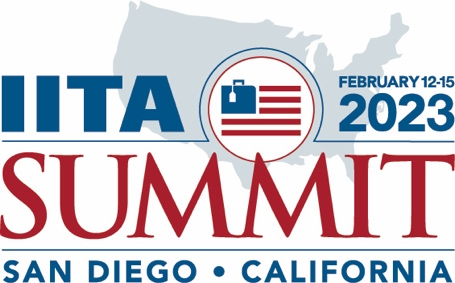 IITA
FEBRUARY 12-15
2023
SUMMIT
SAN DIEGO • CALIFORNIA